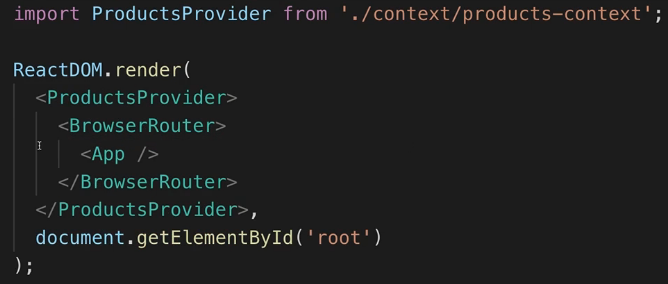 import ProductsProvider from './context/products-context';
ReactDOM.render(
<ProductsProvider>
<BrowserRouter>
<App />
</BrowserRouter>
</ProductsProvider>,
document.getElementById('root')
);